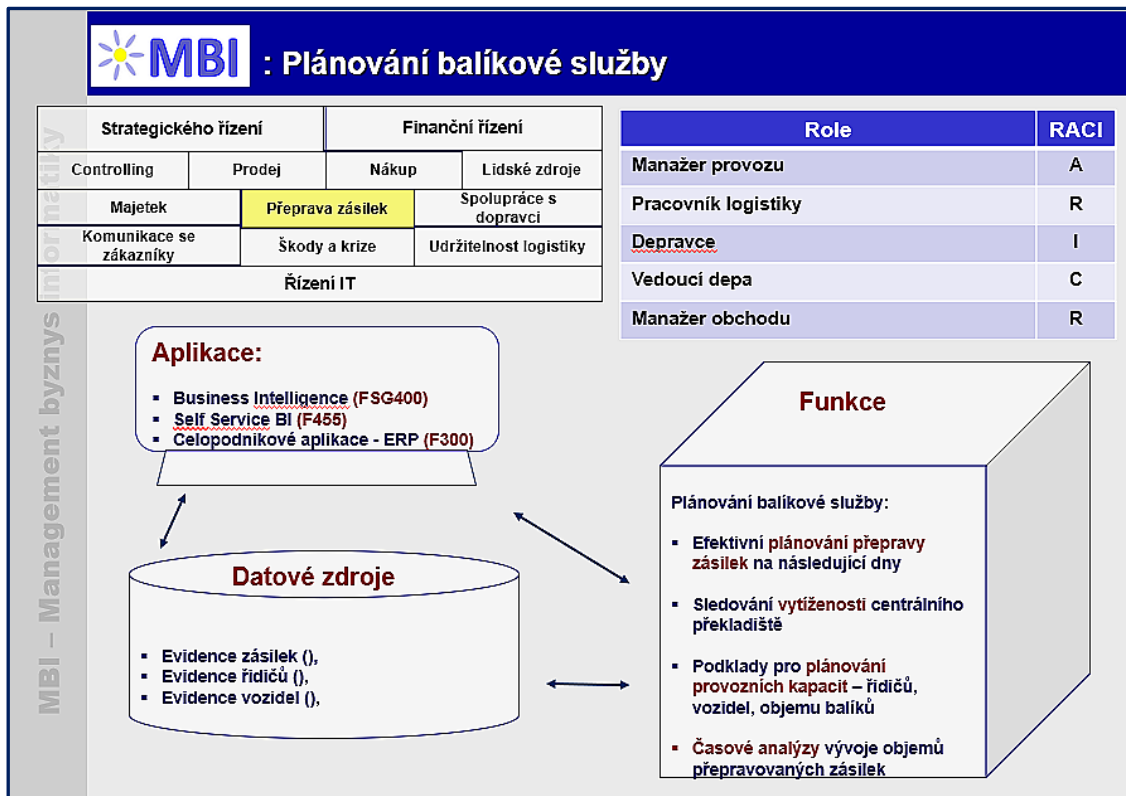 MBI : Plánování balíkové služby
MBI – Management byznys informatiky
Strategického řízení
Finanční řízení
Controlling
Prodej
Nákup
Lidské zdroje
Majetek
Přeprava zásilek
Spolupráce s
dopravci
Komunikace se
zákazníky
Škody a krize
Udržitelnost logistiky
Řízení IT
Role RACI
Manažer provozu A
Pracovník logistiky R
Depravce I
Vedoucí depa C
Manažer obchodu R
Aplikace:
▪ Business Intelligence (FSG400)
▪ Self Service BI (F455)
▪ Celopodnikové aplikace - ERP (F300)
Datové zdroje
▪ Evidence zásilek (),
▪ Evidence řidičů (),
▪ Evidence vozidel (),
Funkce
Plánování balíkové služby:
▪ Efektivní plánování přepravy
zásilek na následující dny
▪ Sledování vytíženosti centrálního
překladiště
▪ Podklady pro plánování
provozních kapacit – řidičů,
vozidel, objemu balíků
▪ Časové analýzy vývoje objemů
přepravovaných zásilek